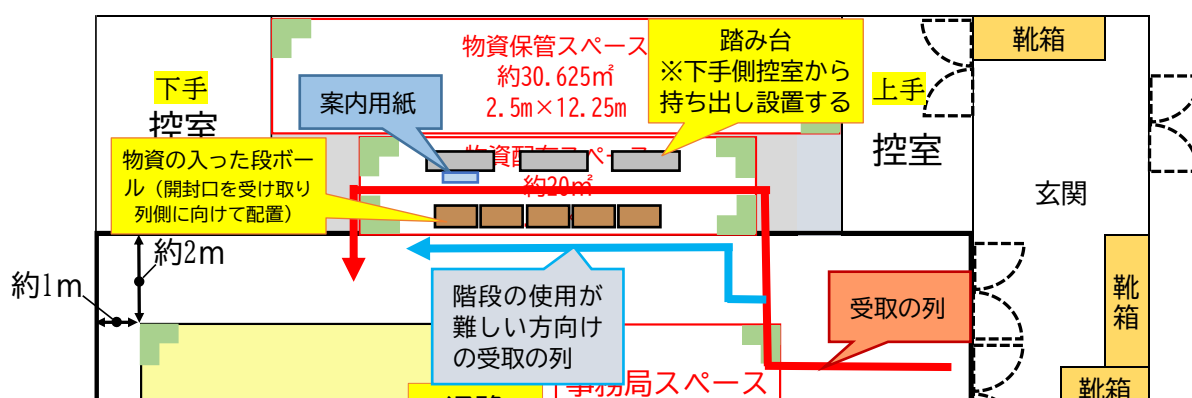 靴箱
物資保管スペース
約30.625㎡
2.5m×12.25m
踏み台
※下手側控室から
持ち出し設置する
下手
控室
案内用紙
上手
控室
物資の入った段ボー
ル（開封口を受け取り
列側に向けて配置）
物資配布スペース
約20㎡
玄関
約2m
約1m
階段の使用が
難しい方向け
の受取の列
受取の列
靴
箱
事務局スペース
靴箱